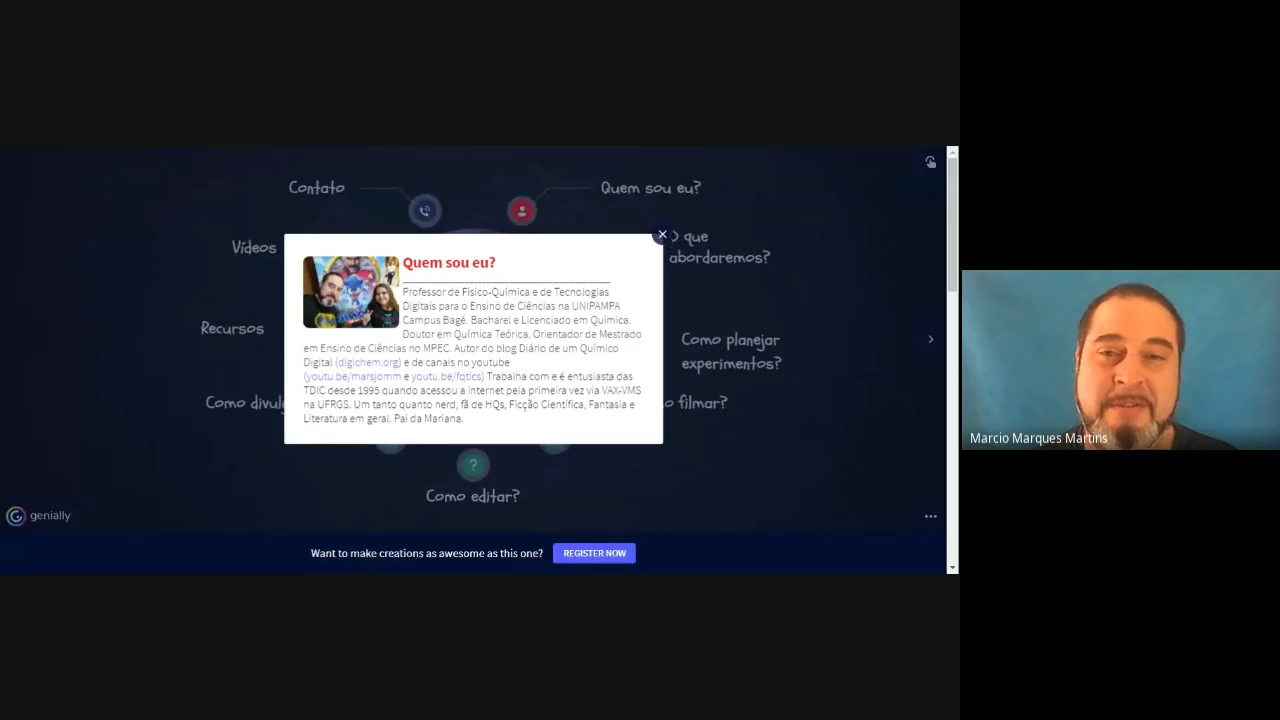 Contato
Quem sou eu?
Vídeos
O que
abordaremos?
Quem sou eu?
Professor de Físico-Química e de Tecnologias
Digitais para o Ensino de Ciências na UNIPAMPA
Campus Bagé. Bacharel e Licenciado em Química.
Doutor em Química Teórica. Orientador de Mestrado
em Ensino de Ciências no MPEC. Autor do blog Diário de um Químico
Digital (digichem.org) e de canais no youtube
(youtu.be/marsjomm e youtu.be/fqtics) Trabalha com e é entusiasta das
TDIC desde 1995 quando acessou a internet pela primeira vez via VAX-VMS
na UFRGS. Um tanto quanto nerd, fã de HQs, Ficção Científica, Fantasia e
Literatura em geral. Pai da Mariana.
Recursos
Como planejar
experimentos?
Como divulg
o filmar?
Como editar?
genially
Want to make creations as awesome as this one?
REGISTER NOW
Marcio Marques Martins